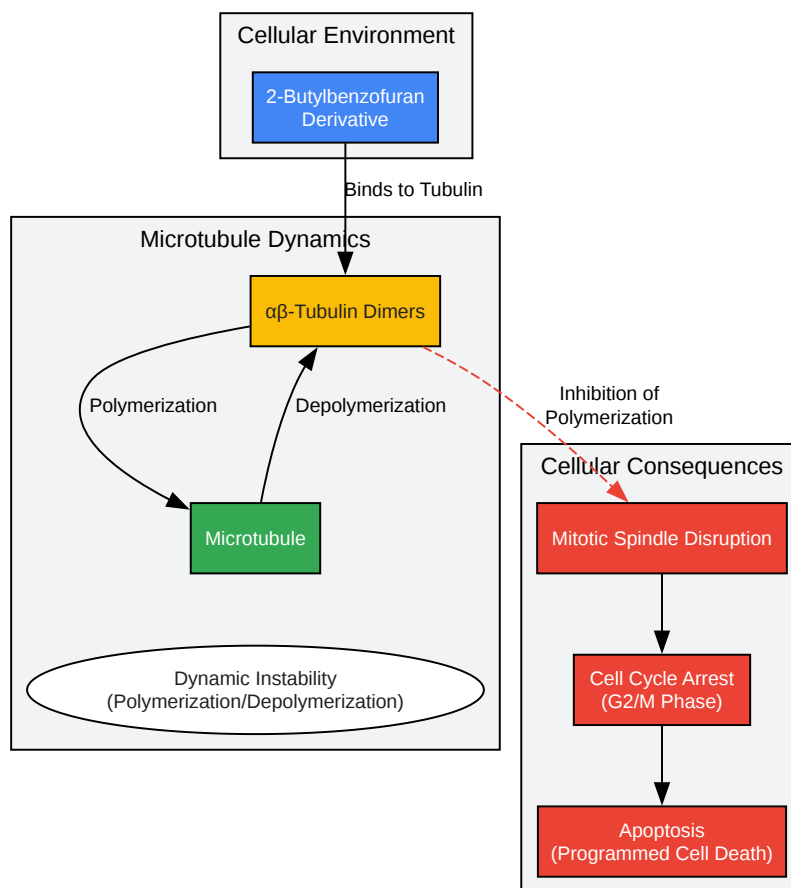 Cellular Environment
2-Butylbenzofuran
Derivative
Binds to Tubulin
Microtubule Dynamics
αβ-Tubulin Dimers
Polymerization
Depolymerization
Inhibition of
Polymerization
Cellular Consequences
Microtubule
Mitotic Spindle Disruption
Dynamic Instability
(Polymerization/Depolymerization)
Cell Cycle Arrest
(G2/M Phase)
Apoptosis
(Programmed Cell Death)